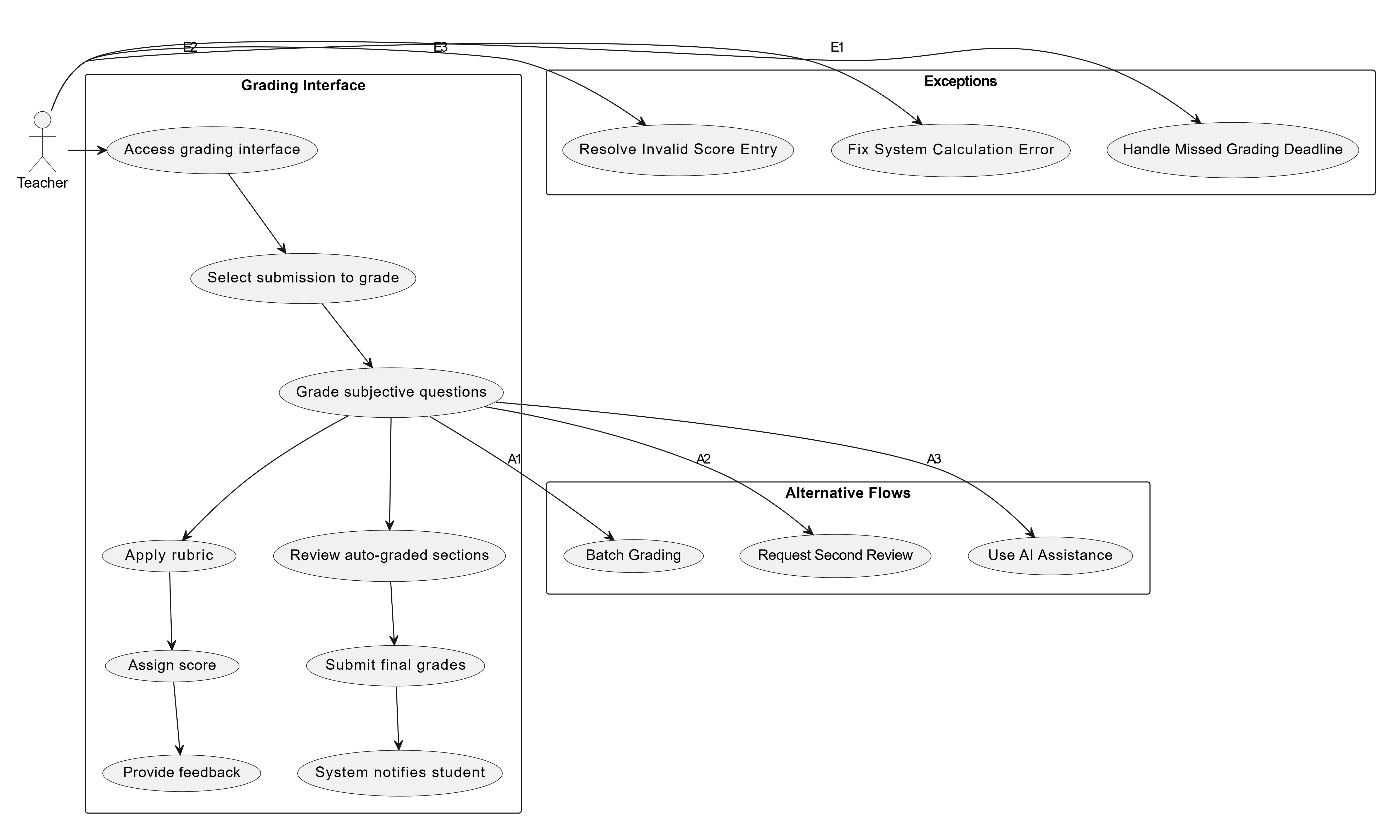 E2
E3
E1
Grading Interface
Exceptions
Teacher
Access grading interface
Resolve Invalid Score Entry
Fix System Calculation Error
Handle Missed Grading Deadline
Select submission to grade
Grade subjective questions
A1
A2
A3
Alternative Flows
Apply rubric
Review auto-graded sections
Batch Grading
Request Second Review
Use AI Assistance
Assign score
Submit final grades
Provide feedback
System notifies student